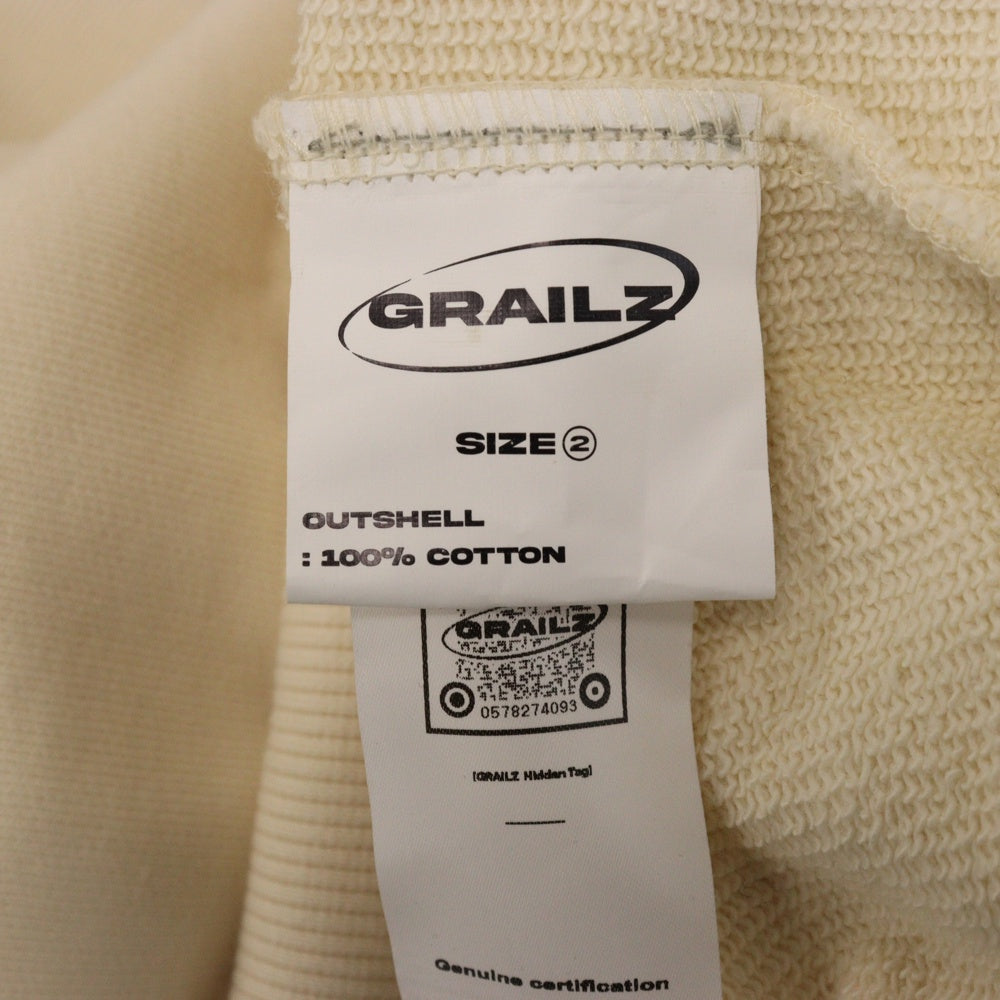 GRAILZ
SIZE ②
OUTSHELL
: 100% COTTON
GRAILZ
0578274093
[GRAILZ Hidden Tag]
Genuine certification